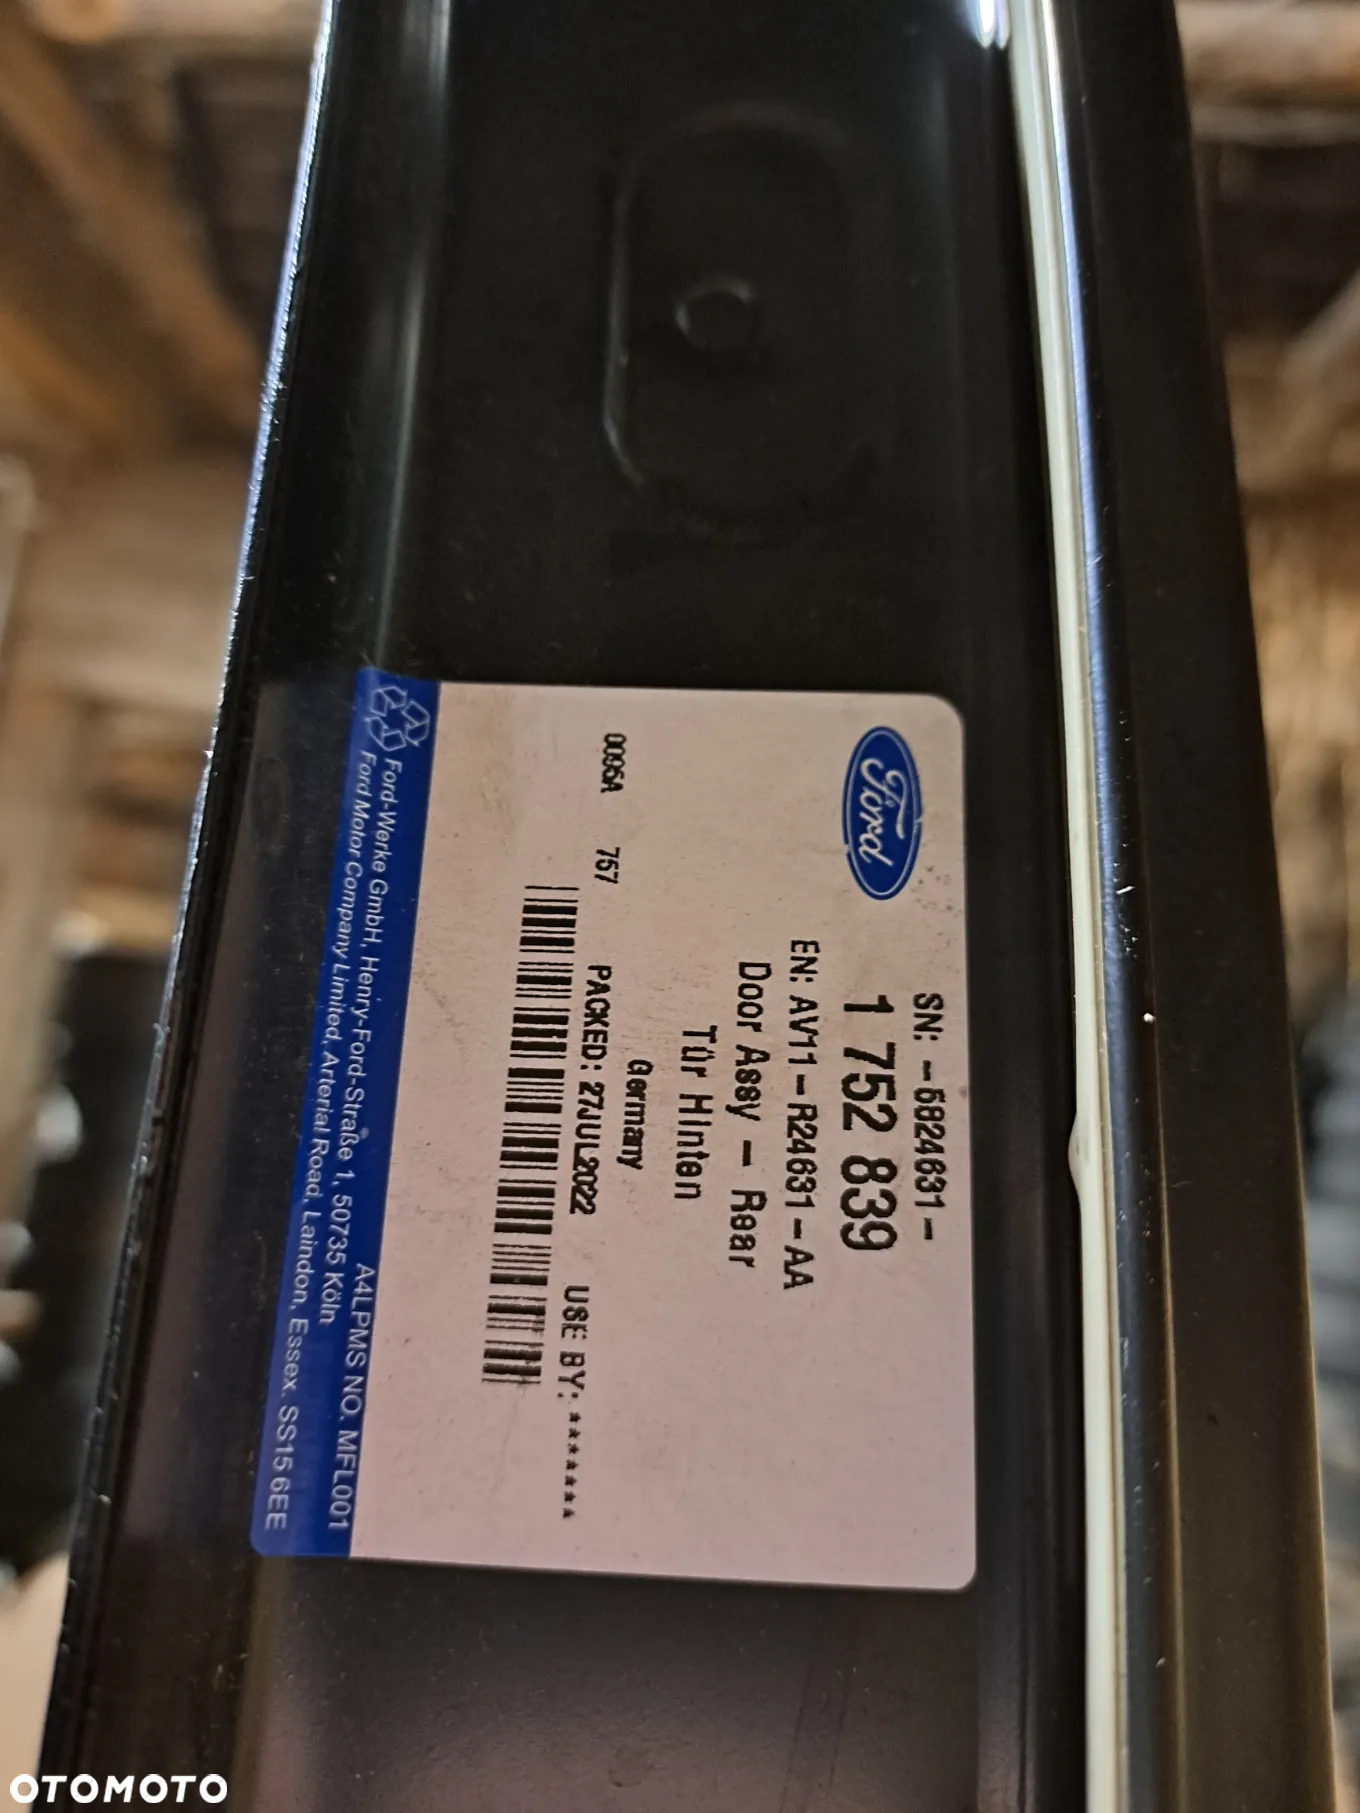 Ford
SN: -5824631-
1 752 839
EN: AV11-R24631-AA
Door Assy - Rear
Tür Hinten
Germany
757 PACKED: 27JUL2022 USE BY: ********
A4LPMS NO. MFL001
Ford-Werke GmbH, Henry-Ford-Straße 1, 50735 Köln
Ford Motor Company Limited, Arterial Road, Laindon, Essex. SS15 6EE
OTOMOTO